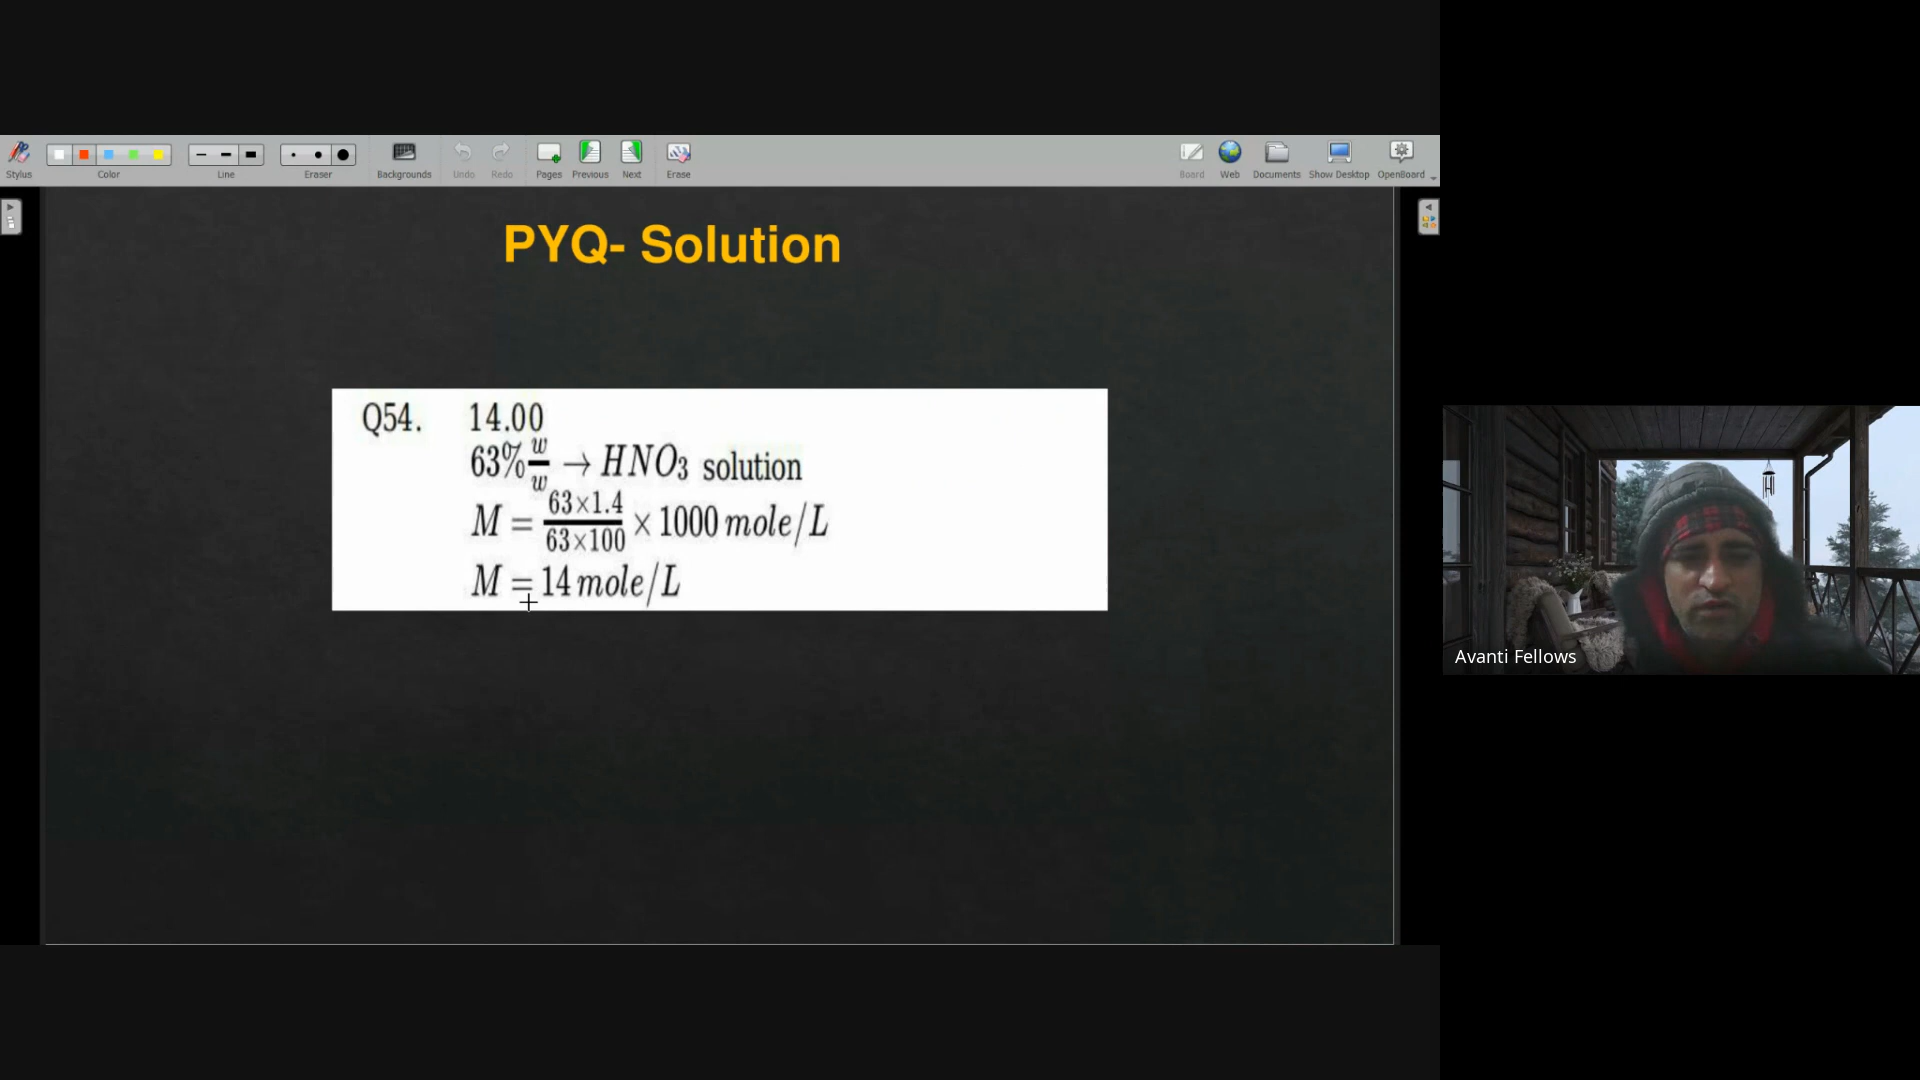 Stylus
Color
Line
Eraser
Backgrounds
Undo
Redo
Pages
Previous
Next
Erase
Board
Web
Documents
Show Desktop
OpenBoard
PYQ- Solution
Q54. 14.00
63% w/w → HNO₃ solution
M = (63×1.4)/(63×100) × 1000 mole/L
M = 14 mole/L
Avanti Fellows